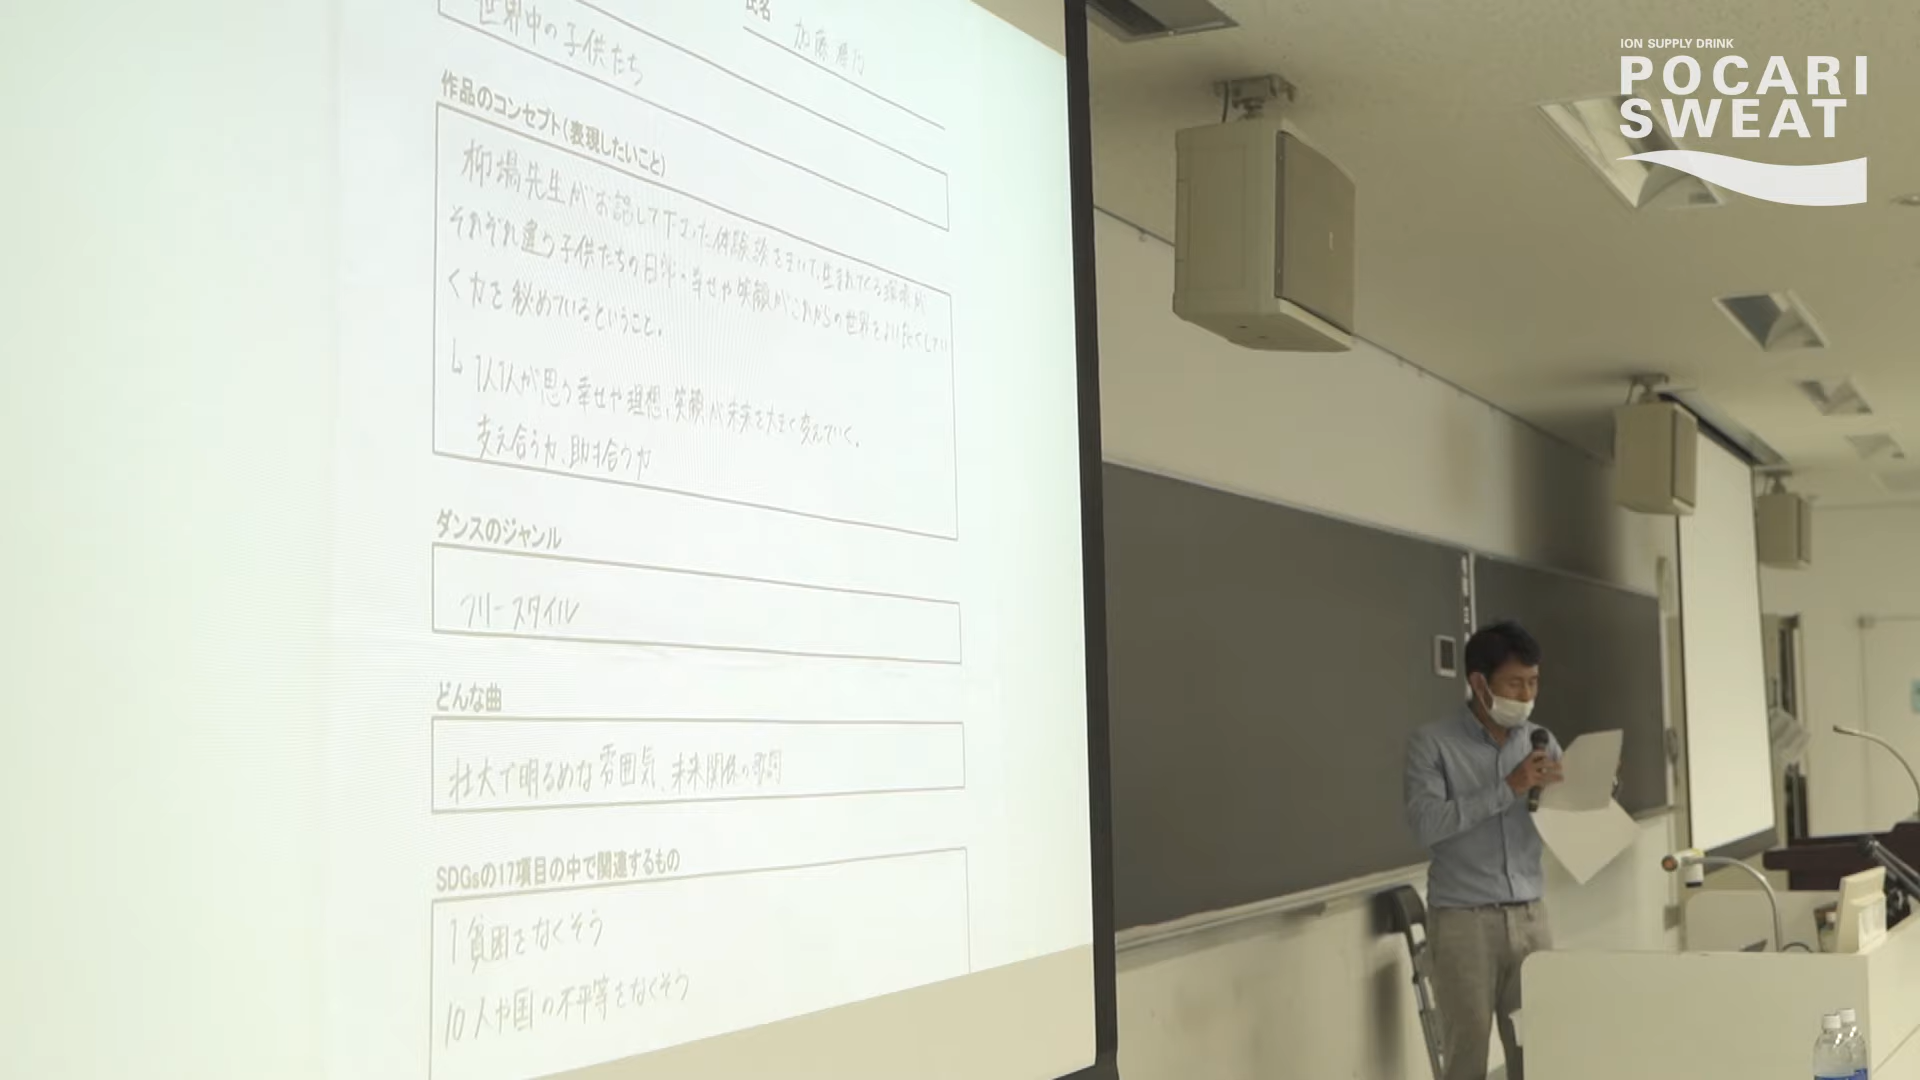 氏名
世界中の子供たち
加藤
作品のコンセプト(表現したいこと)
柳場先生がお話して下さった体験談を聞いて、生まれてくる環境が
それぞれ違う子供たちの日常・幸せや笑顔がこれからの世界をより良くしてい
く力を秘めているということ。
↳ 1人1人が思う幸せや理想、笑顔が未来を大きく変えていく。
支え合う力、助け合う力
ダンスのジャンル
フリースタイル
どんな曲
壮大で明るめな雰囲気、未来関係の歌詞
SDGsの17項目の中で関連するもの
1 貧困をなくそう
10 人や国の不平等をなくそう
ION SUPPLY DRINK
POCARI
SWEAT